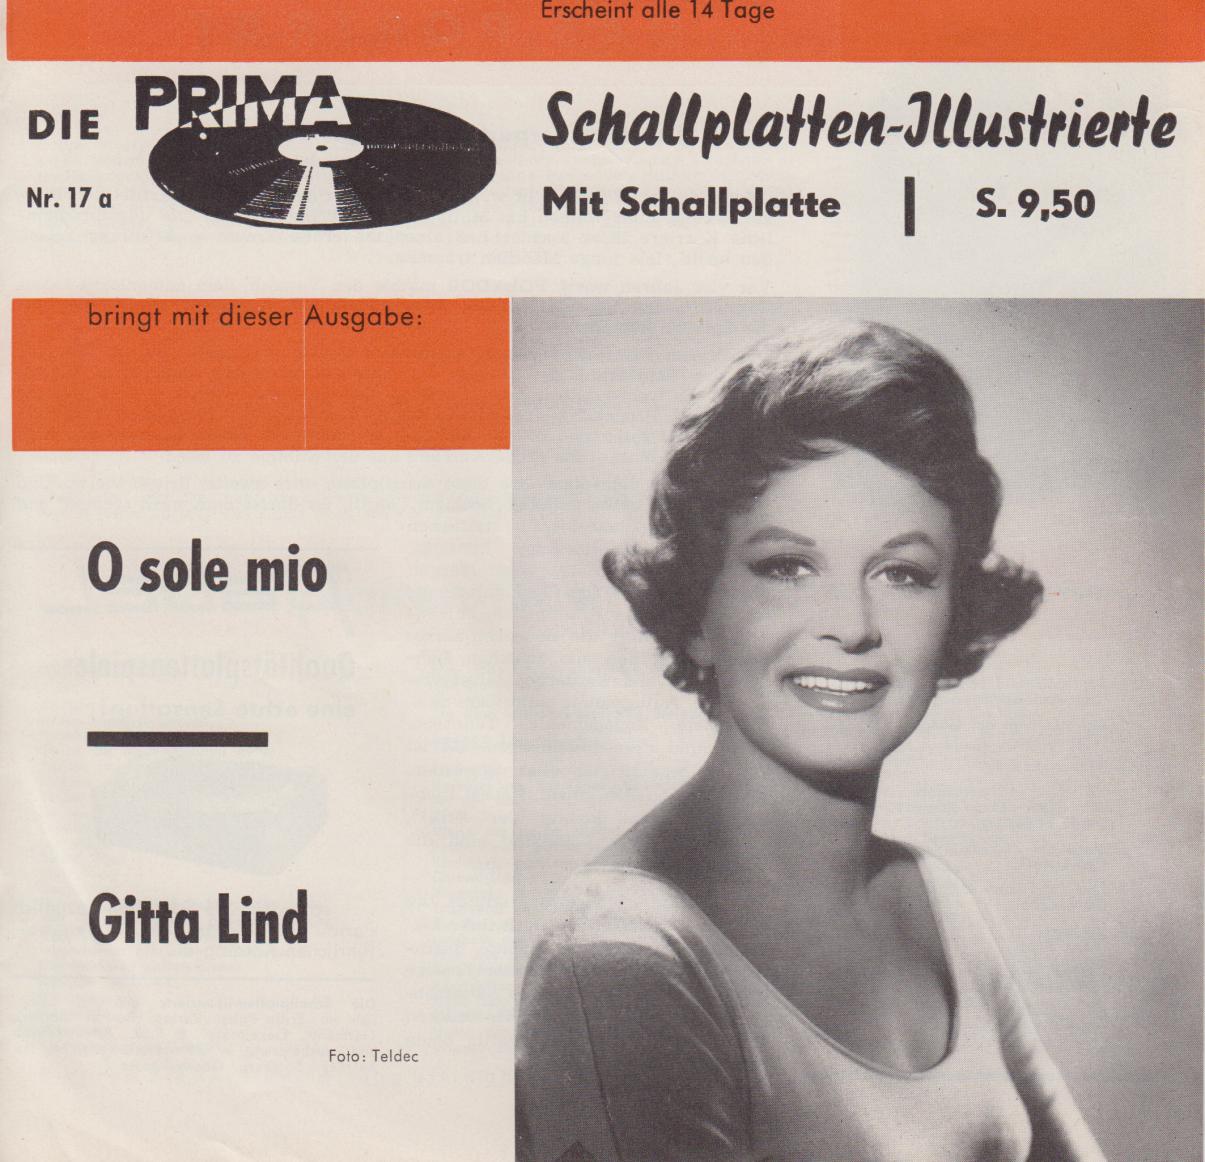 Erscheint alle 14 Tage
DIE PRIMA Schallplatten-Illustrierte
Nr. 17 a Mit Schallplatte | S. 9,50
bringt mit dieser Ausgabe:
O sole mio
Gitta Lind
Foto: Teldec